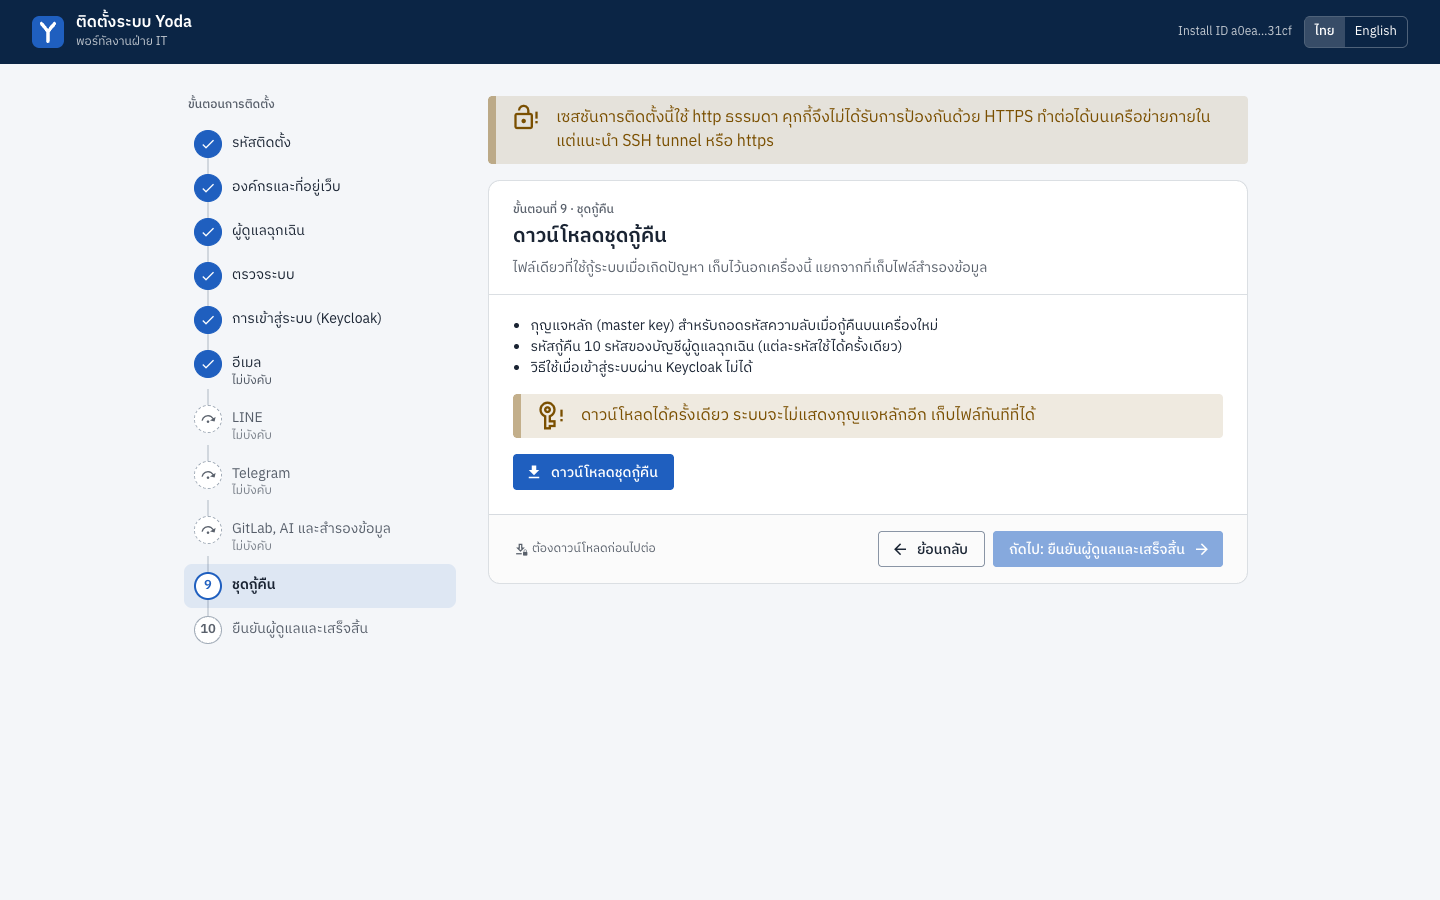 Y
ติดตั้งระบบ Yoda
พอร์ทัลงานฝ่าย IT
Install ID a0ea…31cf
ไทย
English
ขั้นตอนการติดตั้ง
รหัสติดตั้ง
องค์กรและที่อยู่เว็บ
ผู้ดูแลฉุกเฉิน
ตรวจระบบ
การเข้าสู่ระบบ (Keycloak)
อีเมล
ไม่บังคับ
LINE
ไม่บังคับ
Telegram
ไม่บังคับ
GitLab, AI และสำรองข้อมูล
ไม่บังคับ
9
ชุดกู้คืน
10
ยืนยันผู้ดูแลและเสร็จสิ้น
เซสชันการติดตั้งนี้ใช้ http ธรรมดา คุกกี้จึงไม่ได้รับการป้องกันด้วย HTTPS ทำต่อได้บนเครือข่ายภายใน
แต่แนะนำ SSH tunnel หรือ https
ขั้นตอนที่ 9 · ชุดกู้คืน
ดาวน์โหลดชุดกู้คืน
ไฟล์เดียวที่ใช้กู้ระบบเมื่อเกิดปัญหา เก็บไว้นอกเครื่องนี้ แยกจากที่เก็บไฟล์สำรองข้อมูล
• กุญแจหลัก (master key) สำหรับถอดรหัสความลับเมื่อกู้คืนบนเครื่องใหม่
• รหัสกู้คืน 10 รหัสของบัญชีผู้ดูแลฉุกเฉิน (แต่ละรหัสใช้ได้ครั้งเดียว)
• วิธีใช้เมื่อเข้าสู่ระบบผ่าน Keycloak ไม่ได้
ดาวน์โหลดได้ครั้งเดียว ระบบจะไม่แสดงกุญแจหลักอีก เก็บไฟล์ทันทีที่ได้
ดาวน์โหลดชุดกู้คืน
ต้องดาวน์โหลดก่อนไปต่อ
ย้อนกลับ
ถัดไป: ยืนยันผู้ดูแลและเสร็จสิ้น